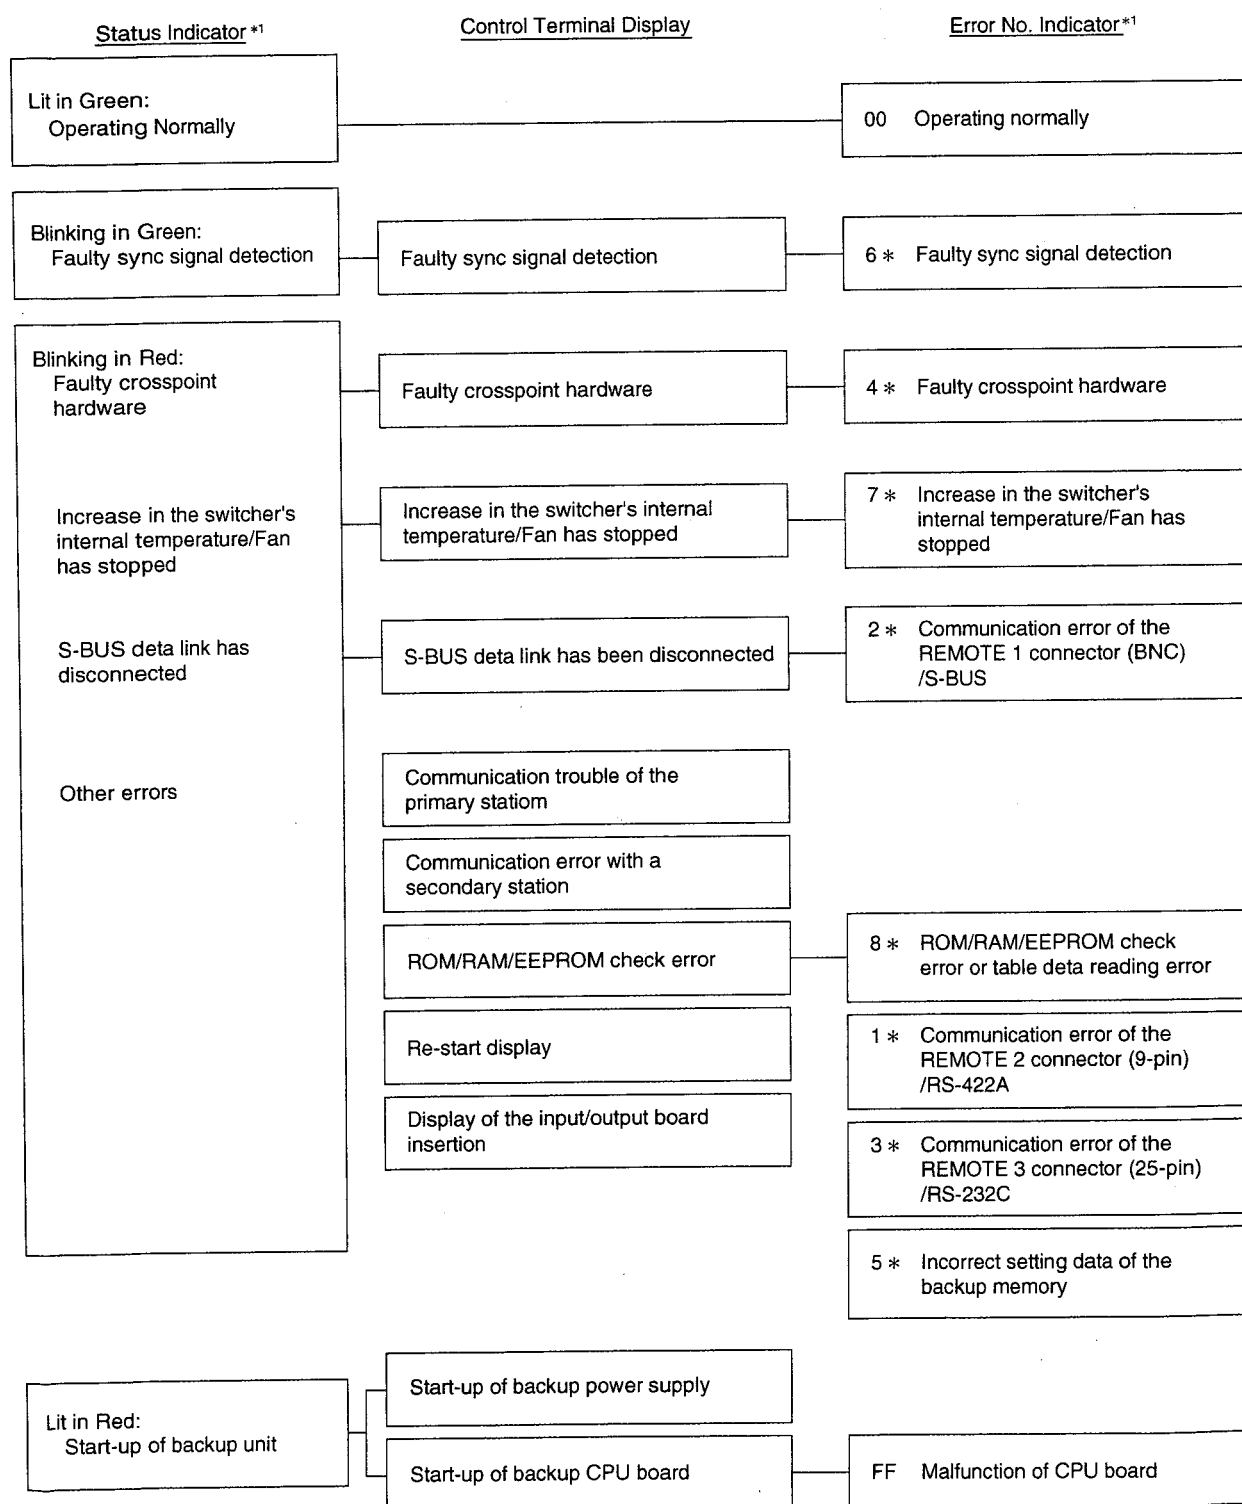 Status Indicator *1
Control Terminal Display
Error No. Indicator*1
Lit in Green:
Operating Normally
00 Operating normally
Blinking in Green:
Faulty sync signal detection
Faulty sync signal detection
6 * Faulty sync signal detection
Blinking in Red:
Faulty crosspoint
hardware
Faulty crosspoint hardware
4 * Faulty crosspoint hardware
Increase in the switcher's
internal temperature/Fan
has stopped
Increase in the switcher's internal
temperature/Fan has stopped
7 * Increase in the switcher's
internal temperature/Fan has
stopped
S-BUS deta link has
disconnected
S-BUS deta link has been disconnected
2 * Communication error of the
REMOTE 1 connector (BNC)
/S-BUS
Other errors
Communication trouble of the
primary statiom
Communication error with a
secondary station
ROM/RAM/EEPROM check error
8 * ROM/RAM/EEPROM check
error or table deta reading error
Re-start display
1 * Communication error of the
REMOTE 2 connector (9-pin)
/RS-422A
Display of the input/output board
insertion
3 * Communication error of the
REMOTE 3 connector (25-pin)
/RS-232C
5 * Incorrect setting data of the
backup memory
Lit in Red:
Start-up of backup unit
Start-up of backup power supply
Start-up of backup CPU board
FF Malfunction of CPU board